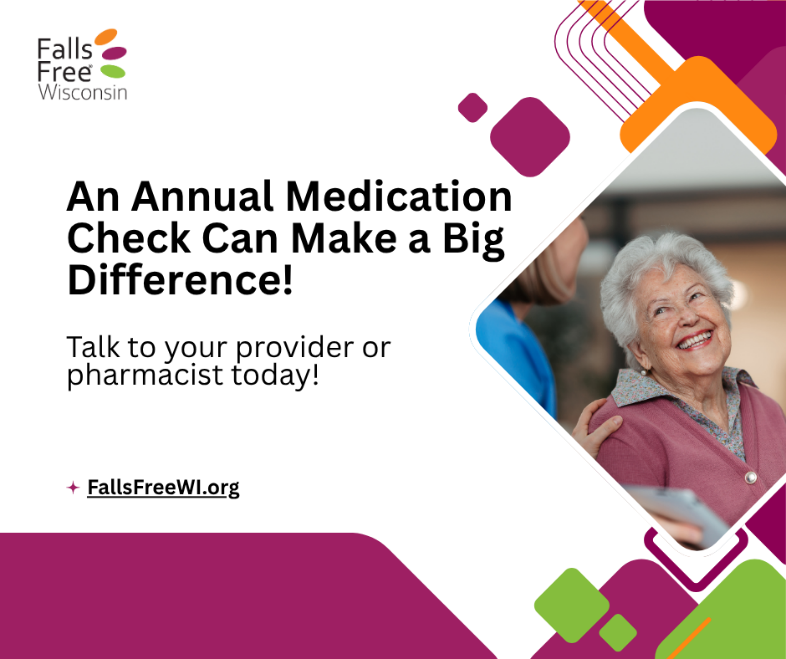 Falls
Free®
Wisconsin
An Annual Medication
Check Can Make a Big
Difference!
Talk to your provider or
pharmacist today!
FallsFreeWI.org